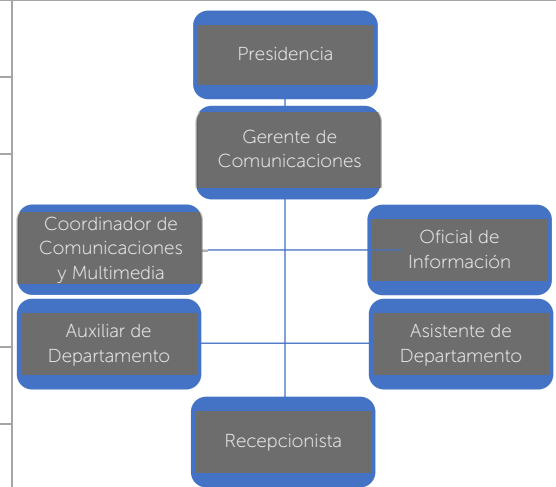 Presidencia
Gerente de
Comunicaciones
Coordinador de
Comunicaciones
y Multimedia
Oficial de
Información
Auxiliar de
Departamento
Asistente de
Departamento
Recepcionista